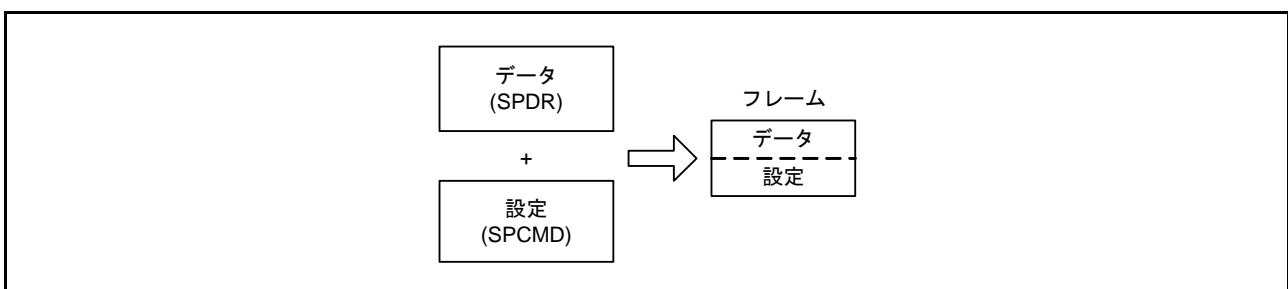 データ
(SPDR)
+
設定
(SPCMD)
フレーム
データ
設定